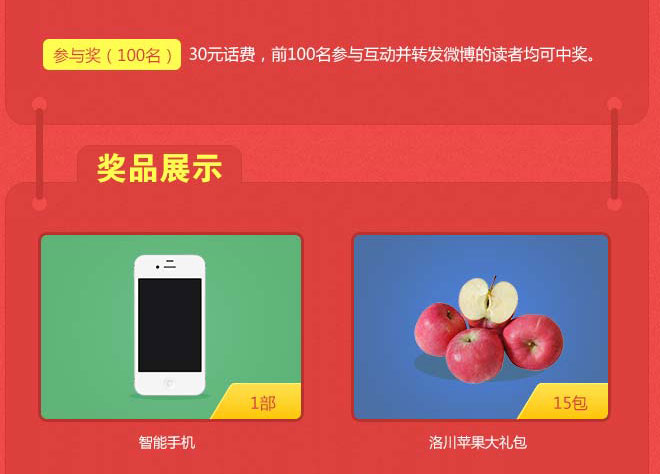 参与奖（100名） 30元话费，前100名参与互动并转发微博的读者均可中奖。
奖品展示
1部 15包
智能手机 洛川苹果大礼包